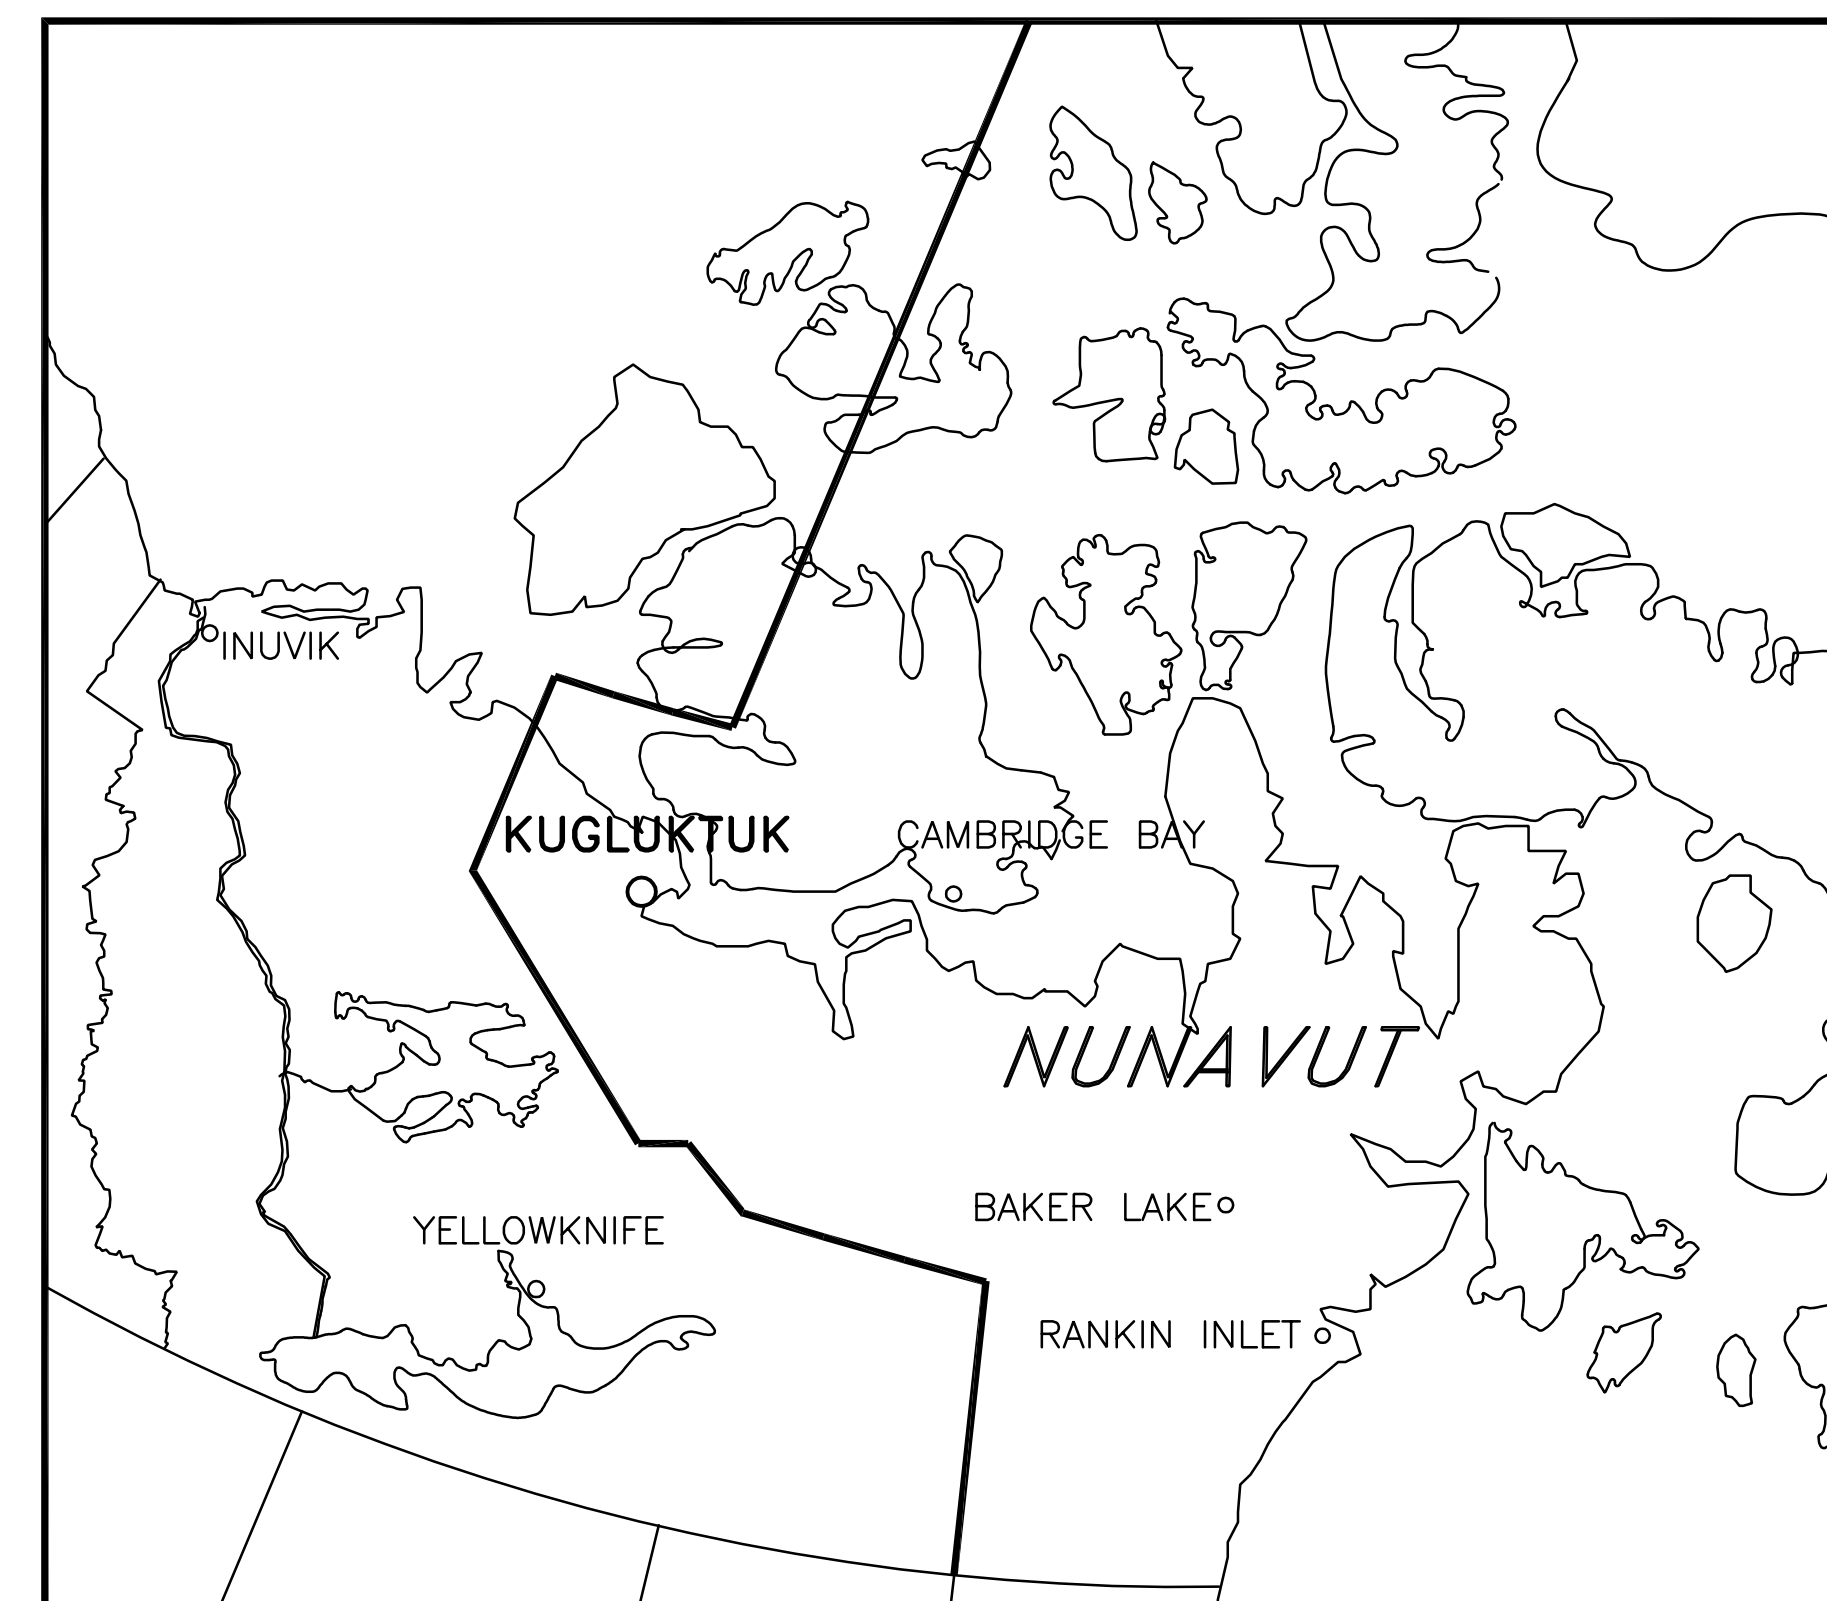 INUVIK
KUGLUKTUK
CAMBRIDGE BAY
NUNAVUT
BAKER LAKE
YELLOWKNIFE
RANKIN INLET